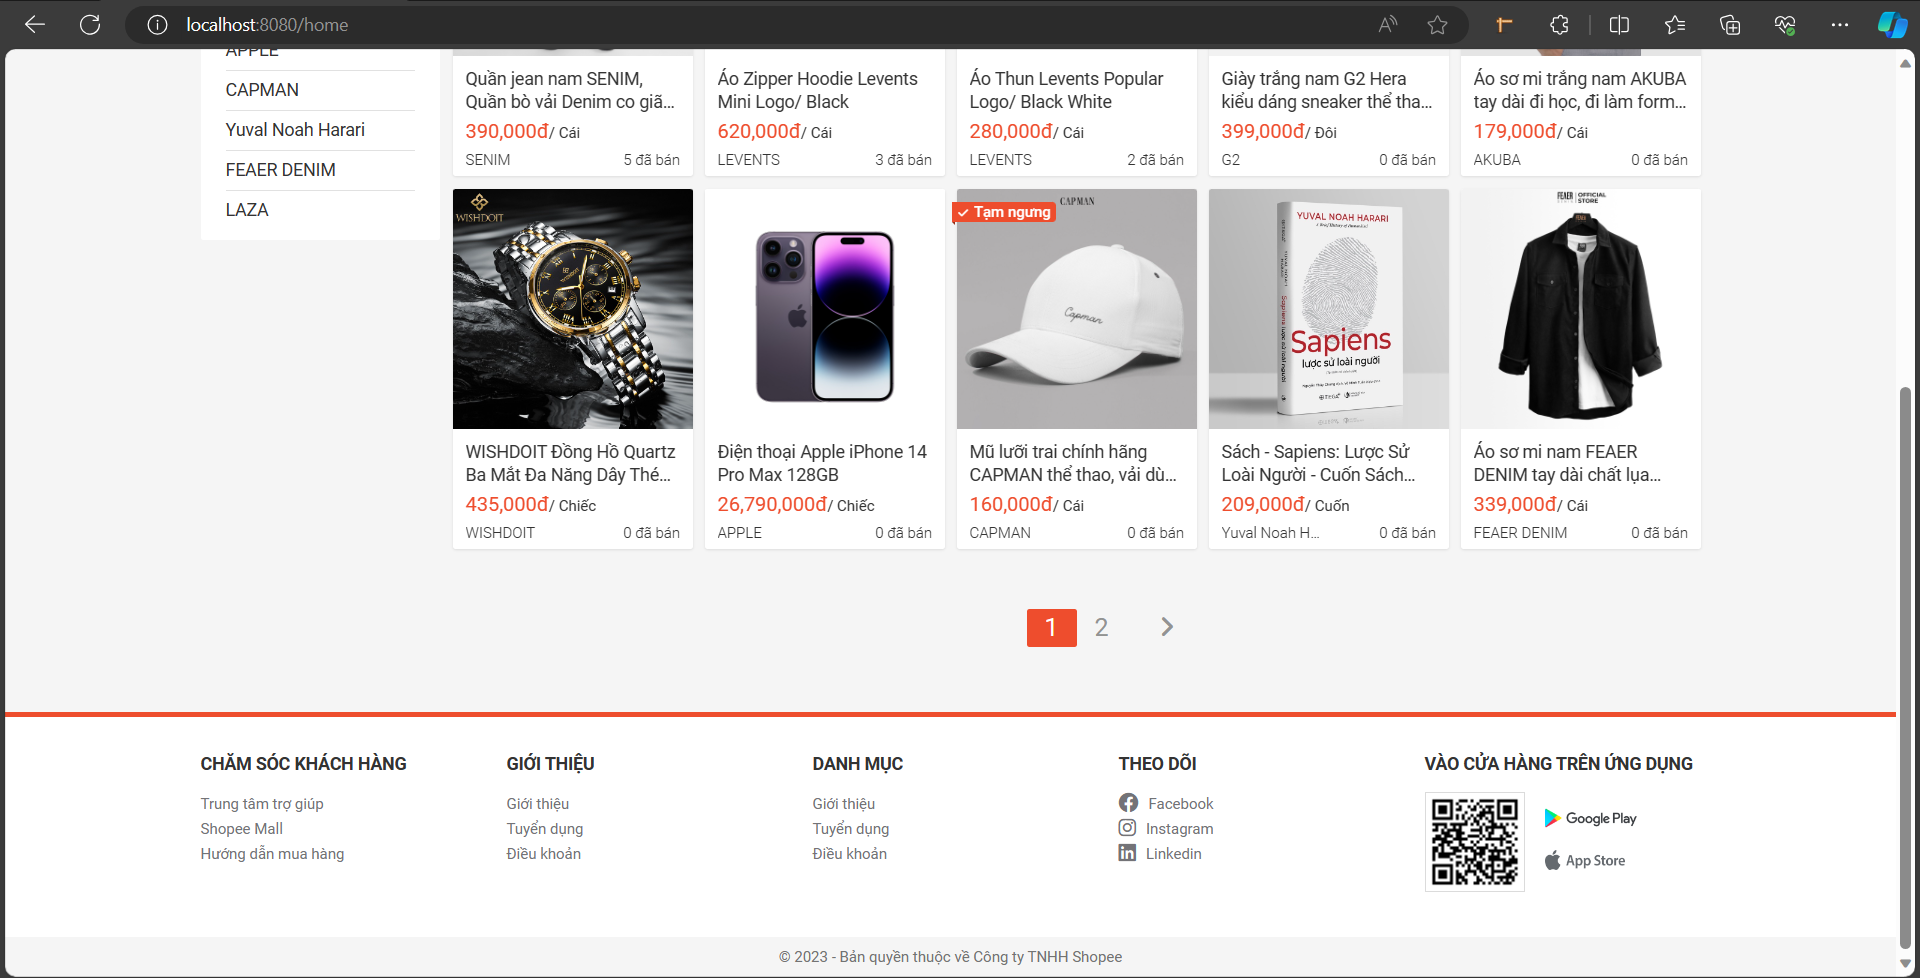 localhost:8080/home
APPLE
CAPMAN
Yuval Noah Harari
FEAER DENIM
LAZA
Quần jean nam SENIM,
Quần bò vải Denim co giã...
390,000đ/ Cái
SENIM 5 đã bán
Áo Zipper Hoodie Levents
Mini Logo/ Black
620,000đ/ Cái
LEVENTS 3 đã bán
Áo Thun Levents Popular
Logo/ Black White
280,000đ/ Cái
LEVENTS 2 đã bán
Giày trắng nam G2 Hera
kiểu dáng sneaker thể tha...
399,000đ/ Đôi
G2 0 đã bán
Áo sơ mi trắng nam AKUBA
tay dài đi học, đi làm form...
179,000đ/ Cái
AKUBA 0 đã bán
WISHDOIT
WISHDOIT Đồng Hồ Quartz
Ba Mắt Đa Năng Dây Thé...
435,000đ/ Chiếc
WISHDOIT 0 đã bán
Điện thoại Apple iPhone 14
Pro Max 128GB
26,790,000đ/ Chiếc
APPLE 0 đã bán
Tạm ngưng
CAPMAN
Capman
Mũ lưỡi trai chính hãng
CAPMAN thể thao, vải dù...
160,000đ/ Cái
CAPMAN 0 đã bán
YUVAL NOAH HARARI
Sapiens
lược sử loài người
Sách - Sapiens: Lược Sử
Loài Người - Cuốn Sách...
209,000đ/ Cuốn
Yuval Noah H... 0 đã bán
FEAER OFFICIAL
STORE
Áo sơ mi nam FEAER
DENIM tay dài chất lụa...
339,000đ/ Cái
FEAER DENIM 0 đã bán
1 2
CHĂM SÓC KHÁCH HÀNG
Trung tâm trợ giúp
Shopee Mall
Hướng dẫn mua hàng
GIỚI THIỆU
Giới thiệu
Tuyển dụng
Điều khoản
DANH MỤC
Giới thiệu
Tuyển dụng
Điều khoản
THEO DÕI
Facebook
Instagram
Linkedin
VÀO CỬA HÀNG TRÊN ỨNG DỤNG
Google Play
App Store
© 2023 - Bản quyền thuộc về Công ty TNHH Shopee